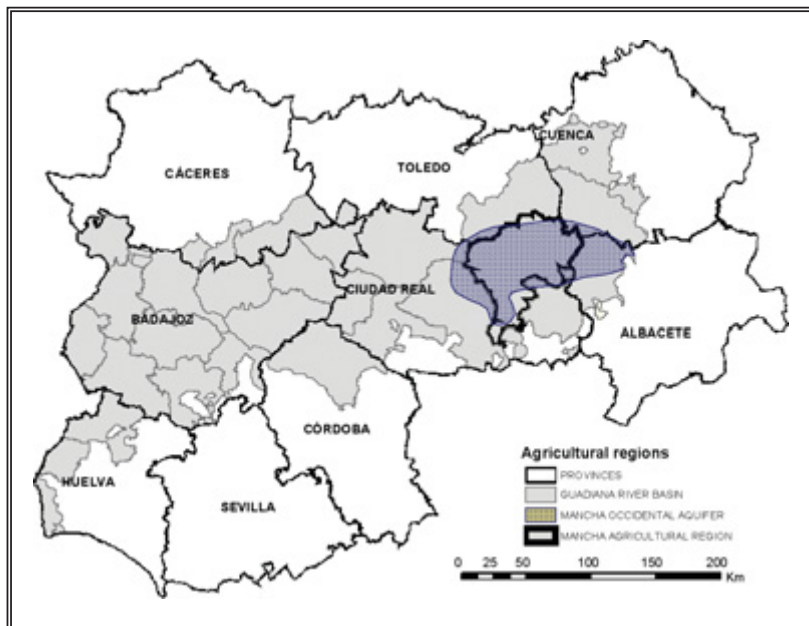 CUENCA
TOLEDO
CÁCERES
CIUDAD REAL
BADAJOZ
ALBACETE
CÓRDOBA
HUELVA
SEVILLA
Agricultural regions
PROVINCES
GUADIANA RIVER BASIN
MANCHA OCCIDENTAL AQUIFER
MANCHA AGRICULTURAL REGION
0 25 50 100 150 200
Km